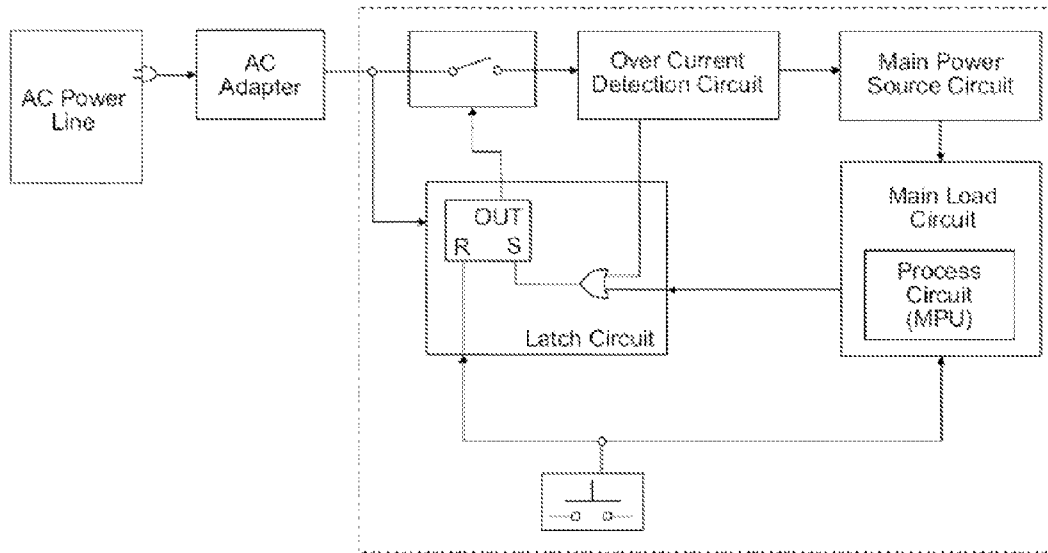 AC Power
Line
AC
Adapter
Over Current
Detection Circuit
Main Power
Source Circuit
OUT
R S
Latch Circuit
Main Load
Circuit
Process
Circuit
(MPU)